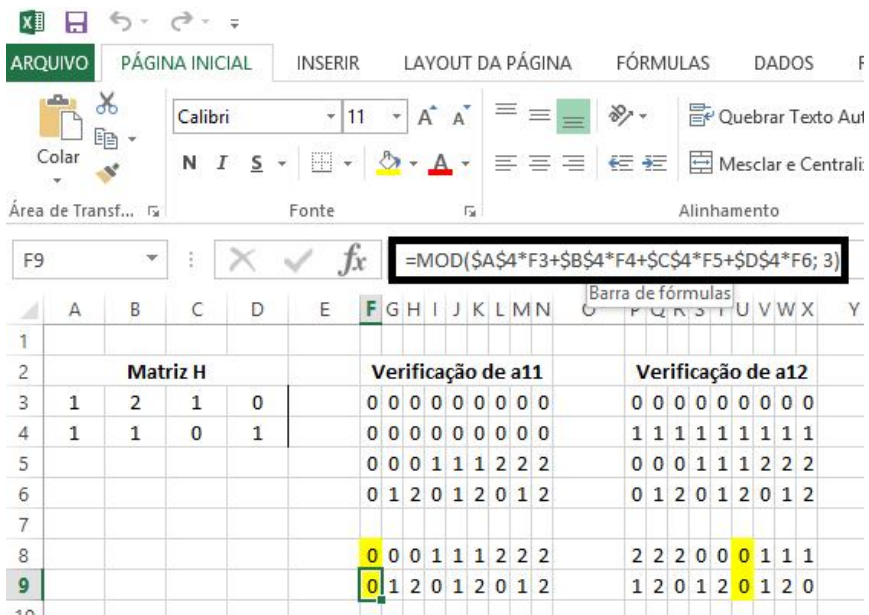 ARQUIVO PÁGINA INICIAL INSERIR LAYOUT DA PÁGINA FÓRMULAS DADOS
Calibri 11 A A Quebrar Texto Aut
Colar N I S A Mesclar e Centrali
Área de Transf... Fonte Alinhamento
F9 fx =MOD($A$4*F3+$B$4*F4+$C$4*F5+$D$4*F6; 3)
Barra de fórmulas
A B C D E F G H I J K L M N O P Q R S T U V W X Y
1
2 Matriz H Verificação de a11 Verificação de a12
3 1 2 1 0 0 0 0 0 0 0 0 0 0 0 0 0 0 0 0 0 0 0
4 1 1 0 1 0 0 0 0 0 0 0 0 0 1 1 1 1 1 1 1 1 1
5 0 0 0 1 1 1 2 2 2 0 0 0 1 1 1 2 2 2
6 0 1 2 0 1 2 0 1 2 0 1 2 0 1 2 0 1 2
7
8 0 0 0 1 1 1 2 2 2 2 2 2 0 0 0 1 1 1
9 0 1 2 0 1 2 0 1 2 1 2 0 1 2 0 1 2 0